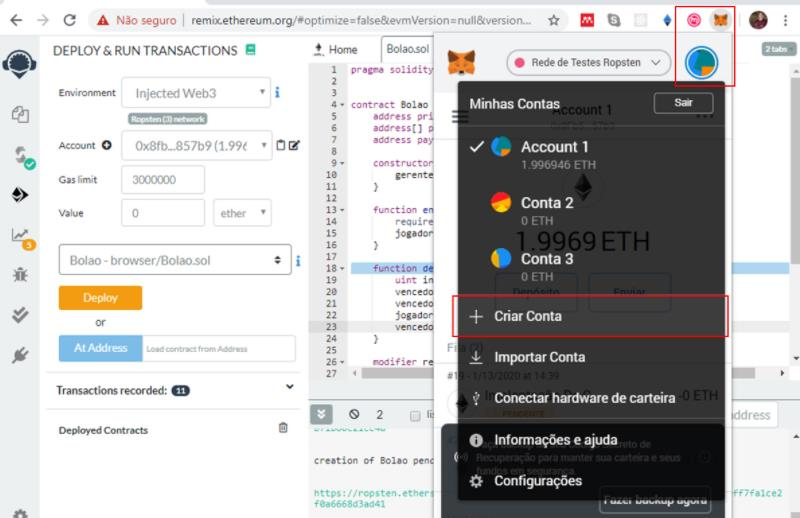 Não seguro
remix.ethereum.org/#optimize=false&evmVersion=null&version...
DEPLOY & RUN TRANSACTIONS
Environment
Injected Web3
Ropsten (3) network
Account
0x8fb...857b9 (1.996
Gas limit
3000000
Value
0
ether
Bolao - browser/Bolao.sol
Deploy
or
At Address
Load contract from Address
Transactions recorded: 11
Deployed Contracts
5
Home
Bolao.sol
2 tabs
1 pragma solidity
2
3
4 contract Bolao
5 address pri
6 address[] p
7 address pay
8
9 constructor
10 gerente
11 }
12
13 function en
14 require
15 jogador
16 }
17
18 function de
19 uint in
20 vencedo
21 vencedo
22 jogador
23 vencedo
24 }
25
26 modifier re
27
2
address
creation of Bolao pend
https://ropsten.ethers
ff7fa1ce2
f0a6668d3ad41
Rede de Testes Ropsten
Minhas Contas
Sair
Account 1
Account 1
1.996946 ETH
Conta 2
0 ETH
1.9969 ETH
Conta 3
0 ETH
Depósito
Enviar
Criar Conta
Importar Conta
#19 - 1/13/2020 at 14:39
Conectar hardware de carteira
-0 ETH
PENDENTE
Informações e ajuda
Recuperação para manter sua carteira e seus
fundos em segurança.
Configurações
Fazer backup agora